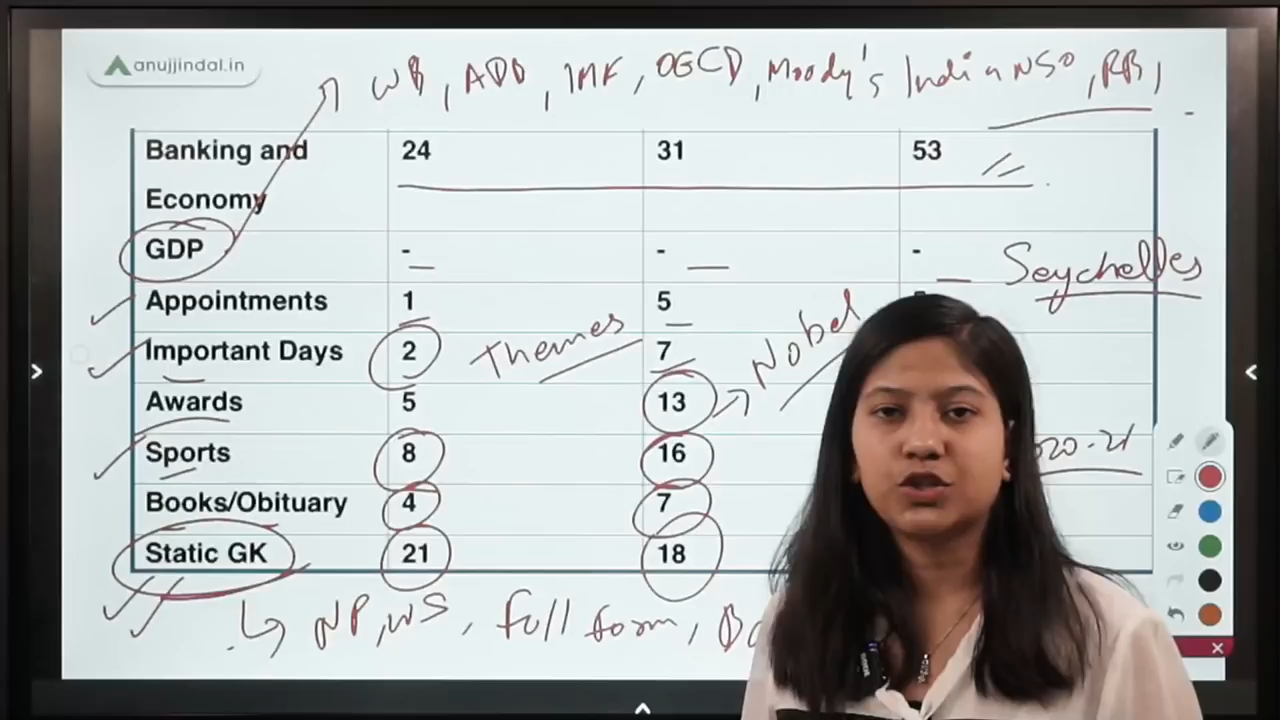 anujjindal.in
WB, ADB, IMF, OECD, Moody's India NSO, RBI,
Banking and Economy 24 31 53
GDP - - - Seychelles
Appointments 1 5
Important Days 2 Themes 7 Nobel
Awards 5 13
Sports 8 16 020-21
Books/Obituary 4 7
Static GK 21 18
NP, WS, Full form,